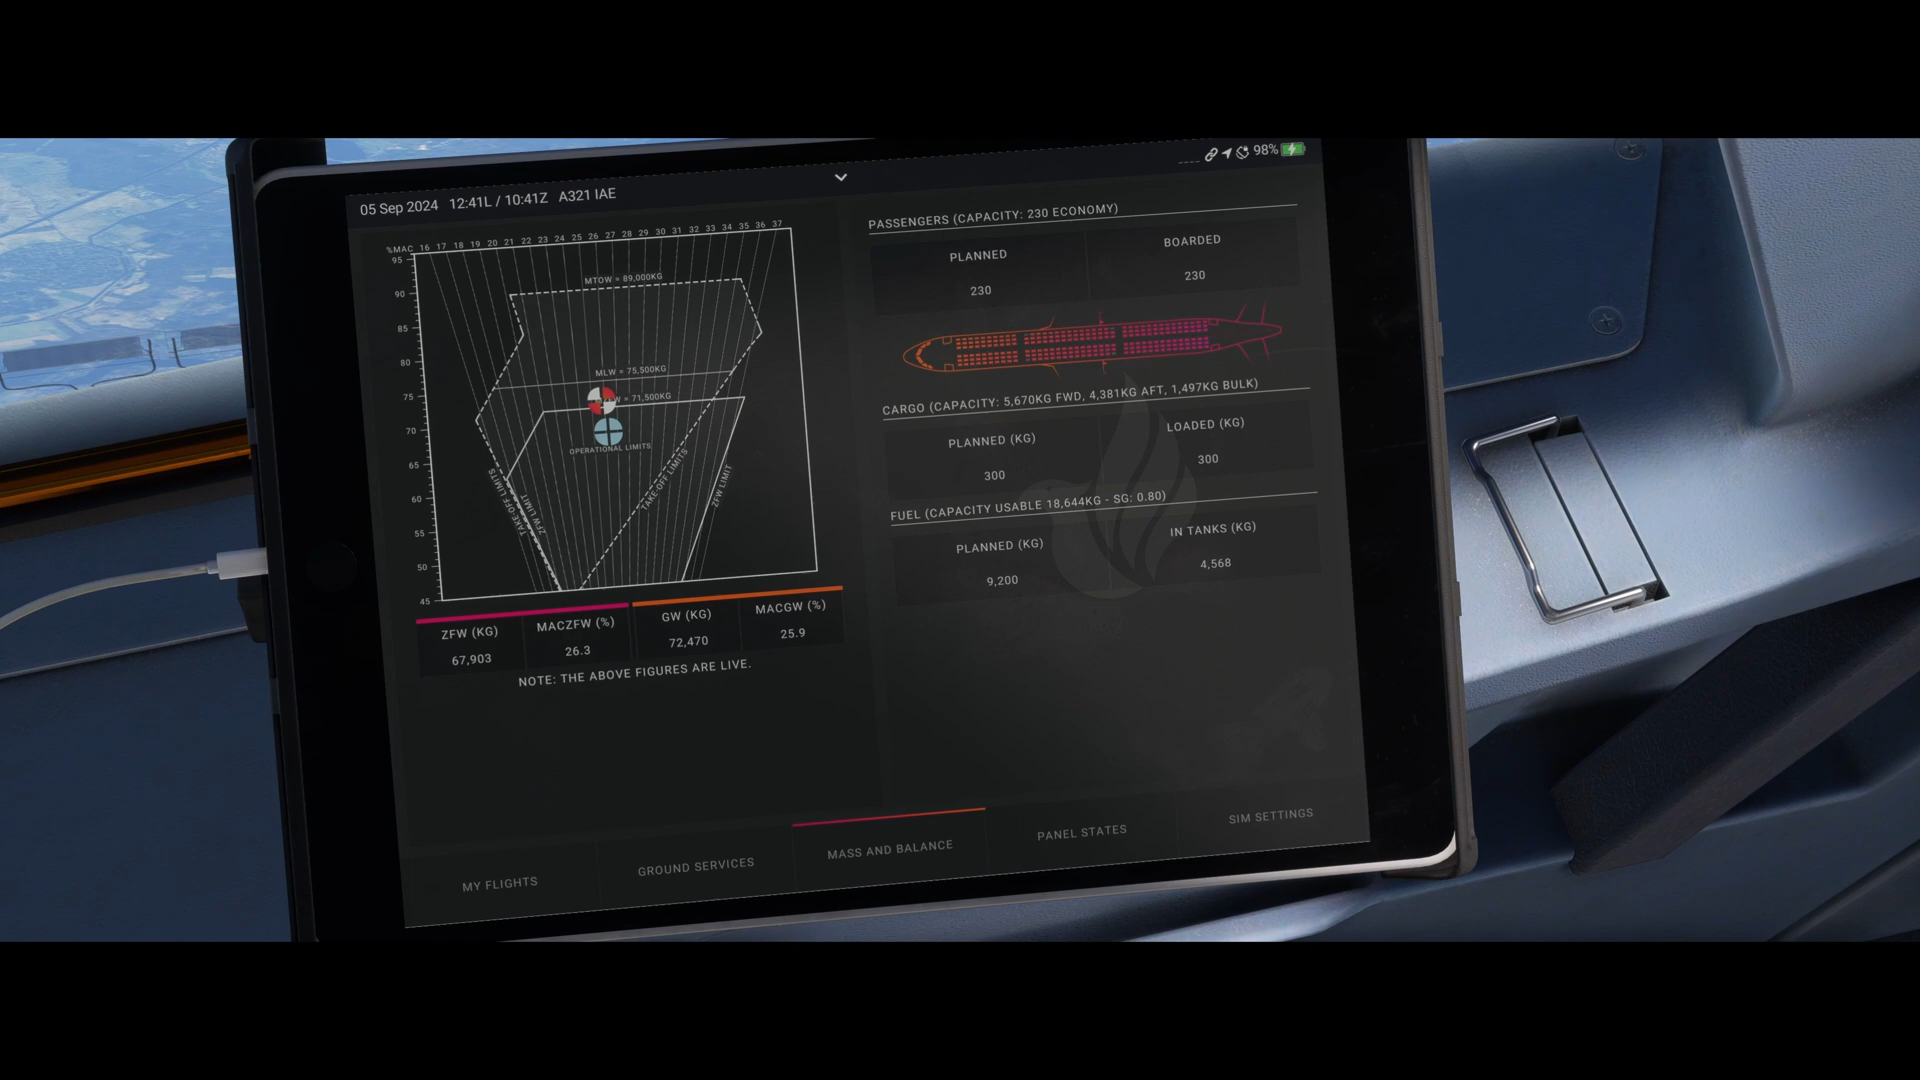 05 Sep 2024 12:41L / 10:41Z A321 IAE
98%
%MAC 16 17 18 19 20 21 22 23 24 25 26 27 28 29 30 31 32 33 34 35 36 37
95
90
85
80
75
70
65
60
55
50
45
MTOW = 89,000KG
MLW = 75,500KG
W = 71,500KG
OPERATIONAL LIMITS
TAKE-OFF LIMITS
ZFW LIMIT
TAKE-OFF LIMITS
ZFW LIMIT
ZFW (KG) MACZFW (%) GW (KG) MACGW (%)
67,903 26.3 72,470 25.9
NOTE: THE ABOVE FIGURES ARE LIVE.
PASSENGERS (CAPACITY: 230 ECONOMY)
PLANNED BOARDED
230 230
CARGO (CAPACITY: 5,670KG FWD, 4,381KG AFT, 1,497KG BULK)
PLANNED (KG) LOADED (KG)
300 300
FUEL (CAPACITY USABLE 18,644KG - SG: 0.80)
PLANNED (KG) IN TANKS (KG)
9,200 4,568
MY FLIGHTS GROUND SERVICES MASS AND BALANCE PANEL STATES SIM SETTINGS